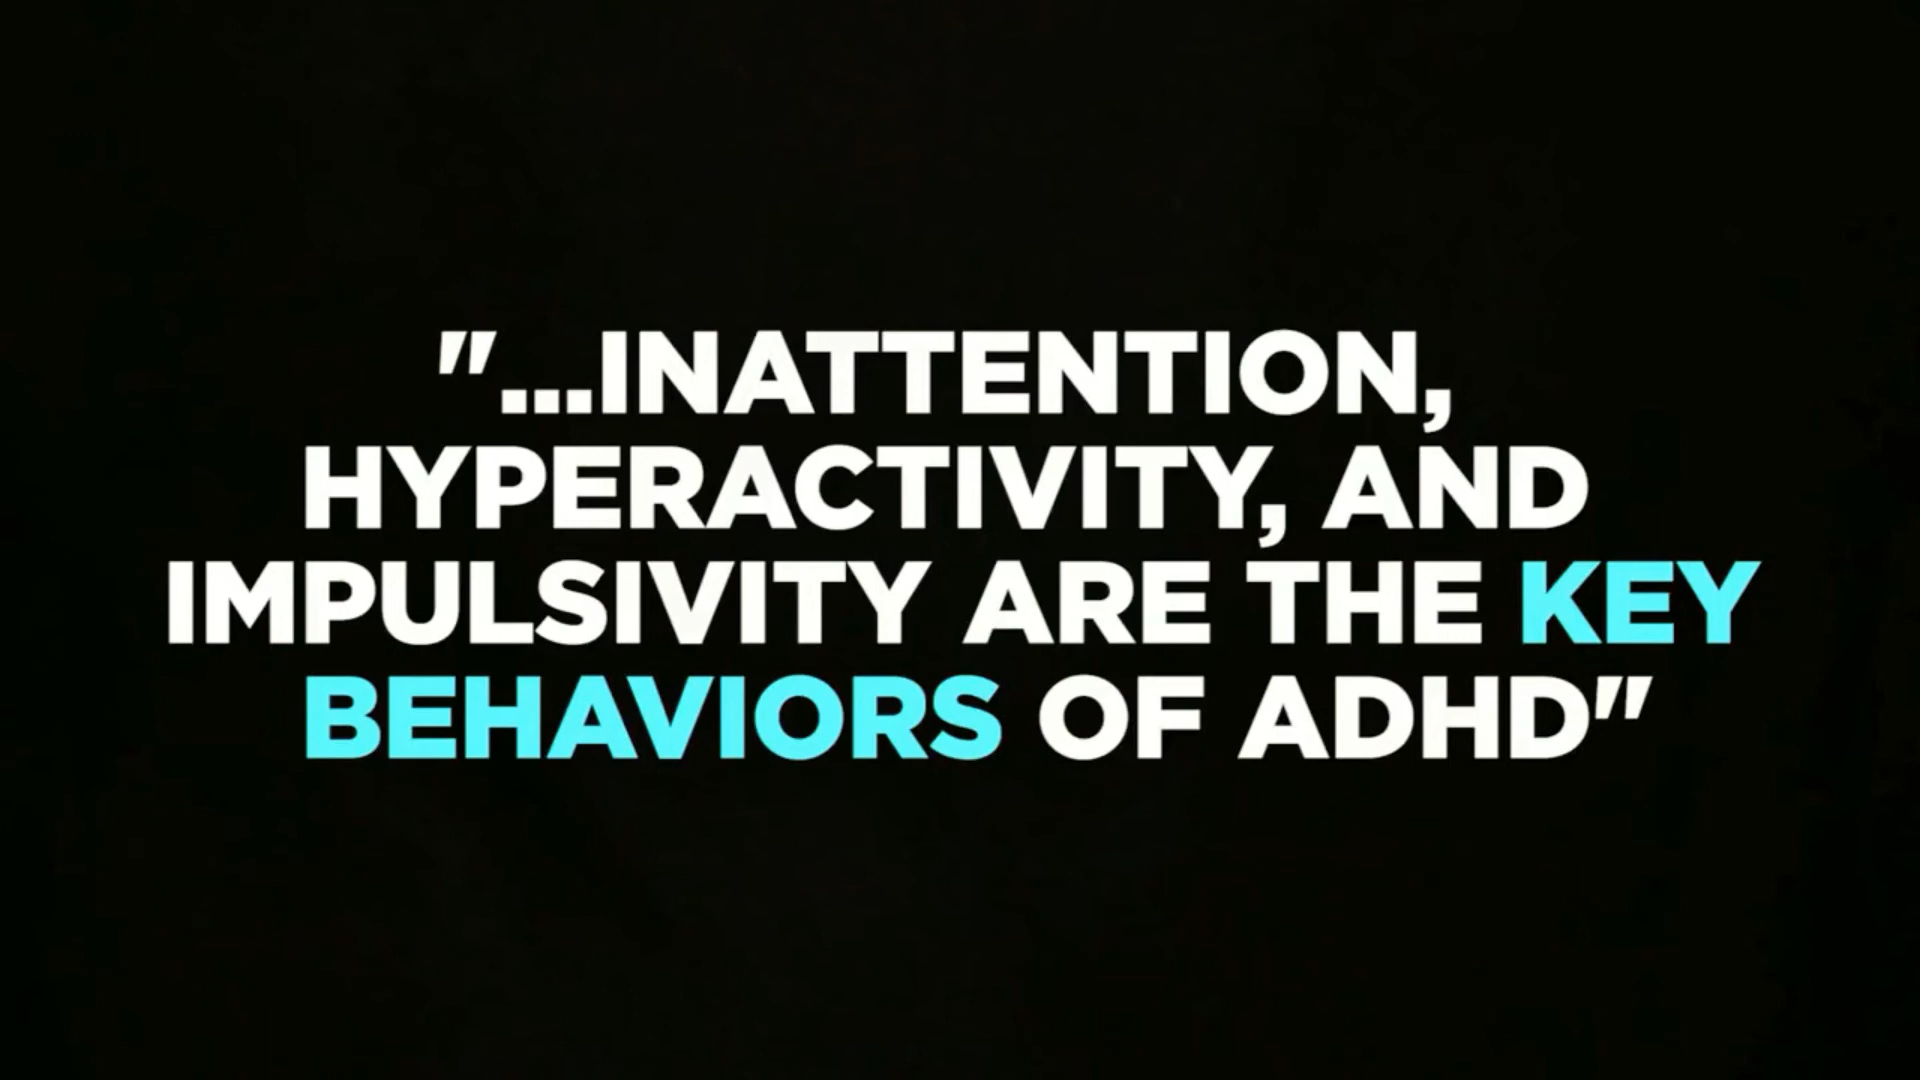 "...INATTENTION,
HYPERACTIVITY, AND
IMPULSIVITY ARE THE KEY
BEHAVIORS OF ADHD"